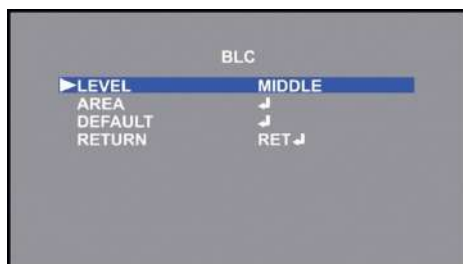 BLC
►LEVEL MIDDLE
AREA ↲
DEFAULT ↲
RETURN RET↲